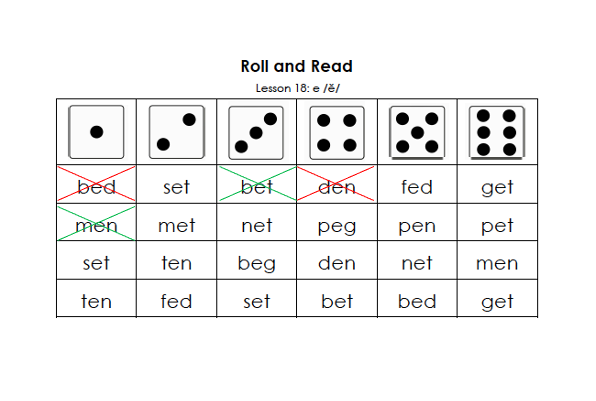 Roll and Read
Lesson 18: e /ĕ/
bed set bet den fed get
men met net peg pen pet
set ten beg den net men
ten fed set bet bed get